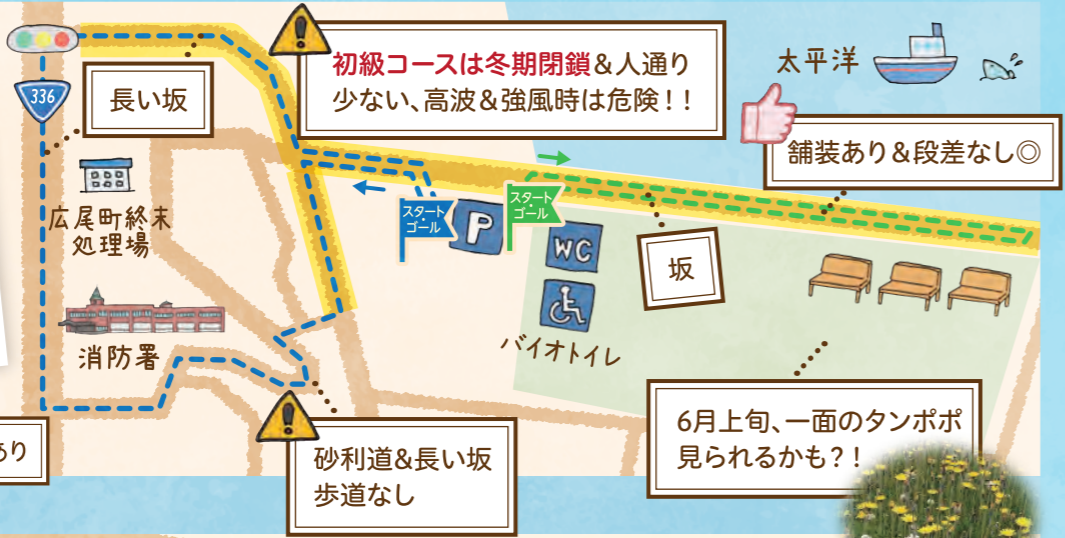 初級コースは冬期閉鎖&人通り
少ない、高波&強風時は危険！！
太平洋
336
長い坂
舗装あり&段差なし◎
広尾町終末
処理場
スタート
・
ゴール
P
スタート
・
ゴール
WC
坂
消防署
バイオトイレ
あり
砂利道&長い坂
歩道なし
6月上旬、一面のタンポポ
見られるかも？！